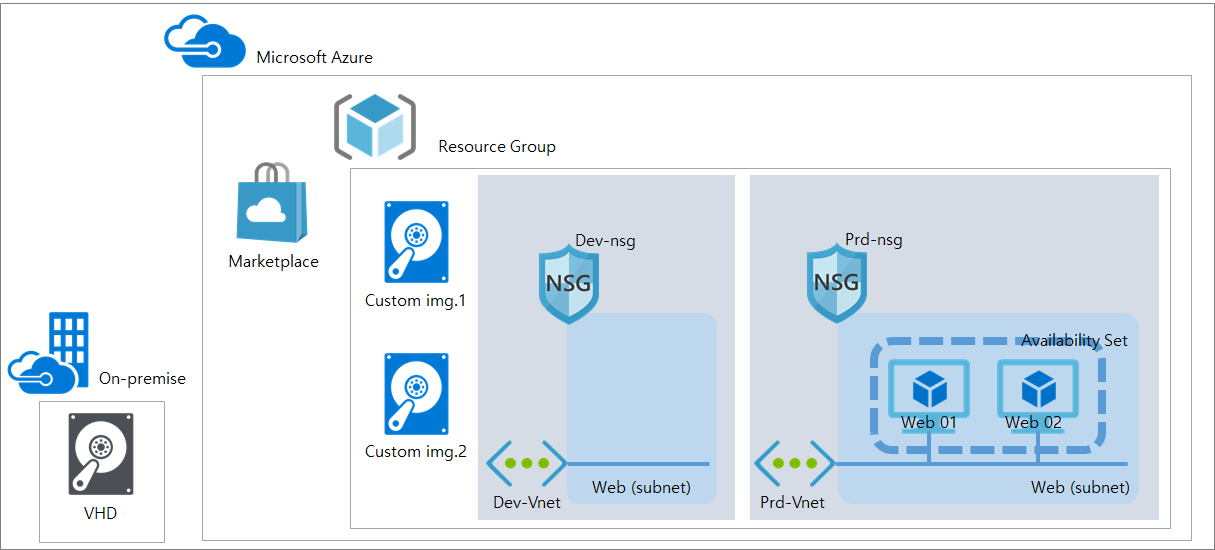 Microsoft Azure
Resource Group
Marketplace
Custom img.1
Custom img.2
On-premise
VHD
Dev-nsg
NSG
Dev-Vnet
Web (subnet)
Prd-nsg
NSG
Availability Set
Web 01
Web 02
Prd-Vnet
Web (subnet)